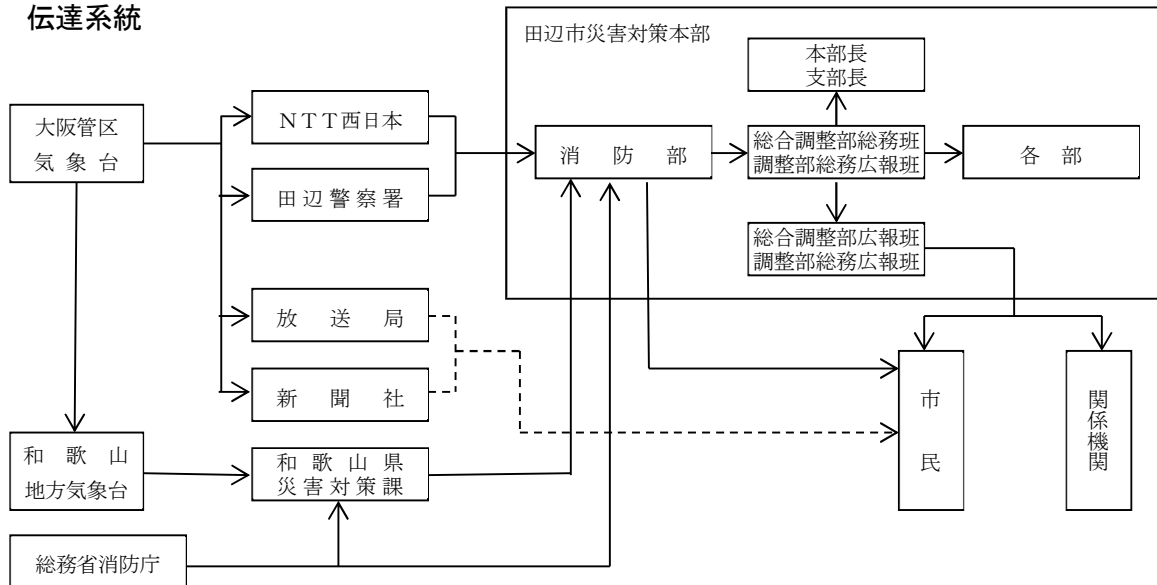 伝達系統
田辺市災害対策本部
本部長
支部長
大阪管区
気象台
NTT西日本
消防部
総合調整部総務班
調整部総務広報班
各部
田辺警察署
総合調整部広報班
調整部総務広報班
放送局
新聞社
市民
関係機関
和歌山
地方気象台
和歌山県
災害対策課
総務省消防庁